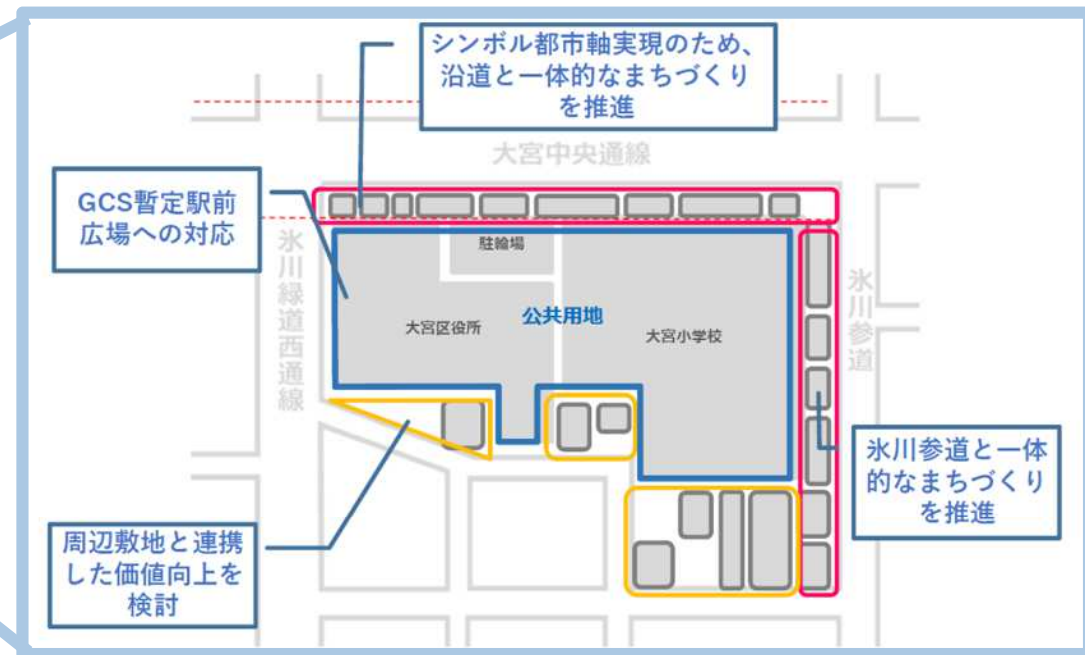 シンボル都市軸実現のため、
沿道と一体的なまちづくり
を推進
大宮中央通線
GCS暫定駅前
広場への対応
氷川緑道西通線
駐輪場
大宮区役所
公共用地
大宮小学校
氷川参道
氷川参道と一体
的なまちづくり
を推進
周辺敷地と連携
した価値向上を
検討